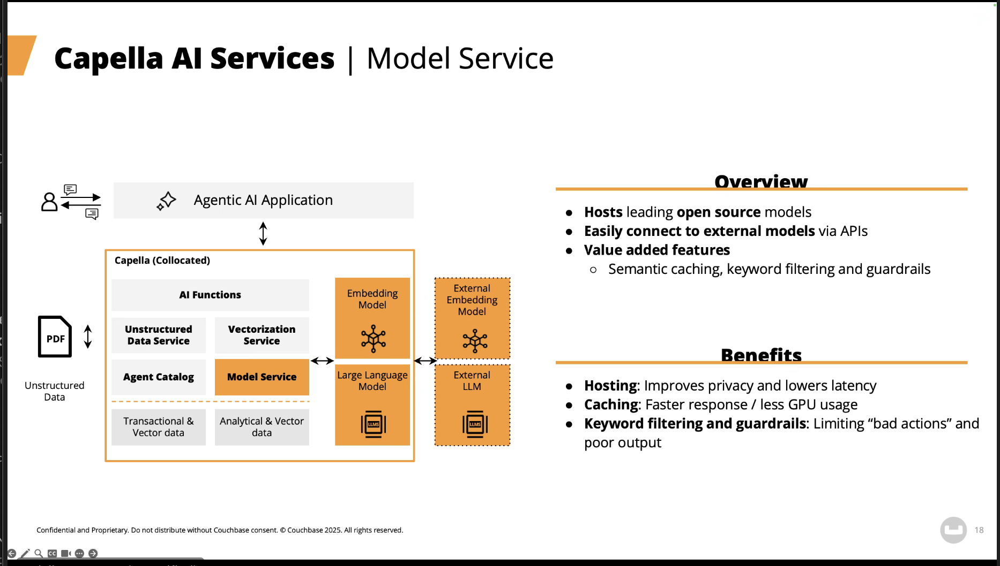 Capella AI Services | Model Service
Agentic AI Application
Capella (Collocated)
AI Functions
Unstructured
Data Service
Vectorization
Service
Agent Catalog
Model Service
Transactional &
Vector data
Analytical & Vector
data
Embedding
Model
Large Language
Model
LLMS
External
Embedding
Model
External
LLM
LLMS
PDF
Unstructured
Data
Overview
● Hosts leading open source models
● Easily connect to external models via APIs
● Value added features
○ Semantic caching, keyword filtering and guardrails
Benefits
● Hosting: Improves privacy and lowers latency
● Caching: Faster response / less GPU usage
● Keyword filtering and guardrails: Limiting “bad actions” and
poor output
Confidential and Proprietary. Do not distribute without Couchbase consent. © Couchbase 2025. All rights reserved.
18
CC